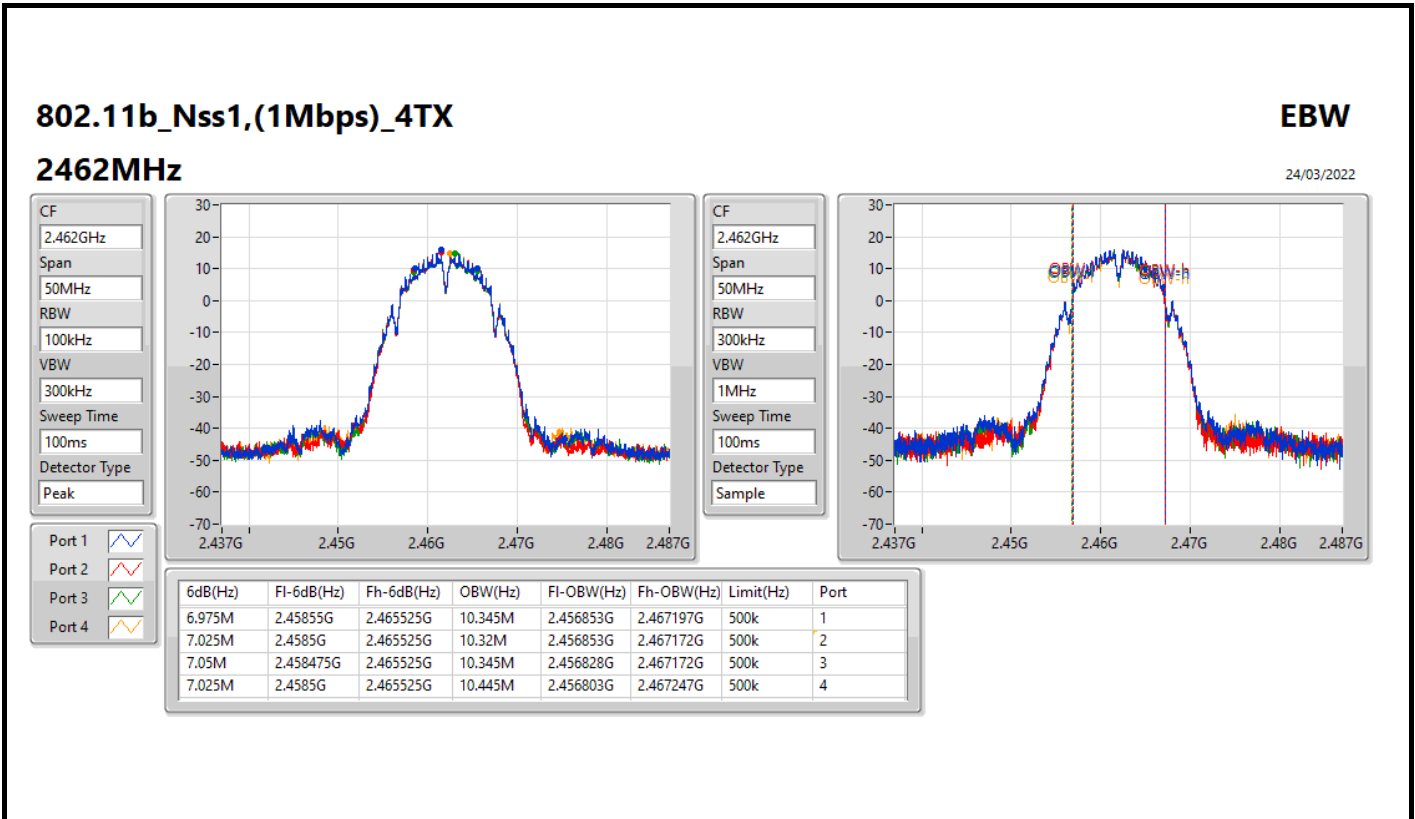 802.11b_Nss1,(1Mbps)_4TX
EBW
2462MHz
24/03/2022
CF
2.462GHz
Span
50MHz
RBW
100kHz
VBW
300kHz
Sweep Time
100ms
Detector Type
Peak
30
20
10
0
-10
-20
-30
-40
-50
-60
-70
2.437G 2.45G 2.46G 2.47G 2.48G 2.487G
CF
2.462GHz
Span
50MHz
RBW
300kHz
VBW
1MHz
Sweep Time
100ms
Detector Type
Sample
30
20
10
0
-10
-20
-30
-40
-50
-60
-70
OBW-h
2.437G 2.45G 2.46G 2.47G 2.48G 2.487G
Port 1
Port 2
Port 3
Port 4
6dB(Hz) Fl-6dB(Hz) Fh-6dB(Hz) OBW(Hz) Fl-OBW(Hz) Fh-OBW(Hz) Limit(Hz) Port
6.975M 2.45855G 2.465525G 10.345M 2.456853G 2.467197G 500k 1
7.025M 2.4585G 2.465525G 10.32M 2.456853G 2.467172G 500k 2
7.05M 2.458475G 2.465525G 10.345M 2.456828G 2.467172G 500k 3
7.025M 2.4585G 2.465525G 10.445M 2.456803G 2.467247G 500k 4